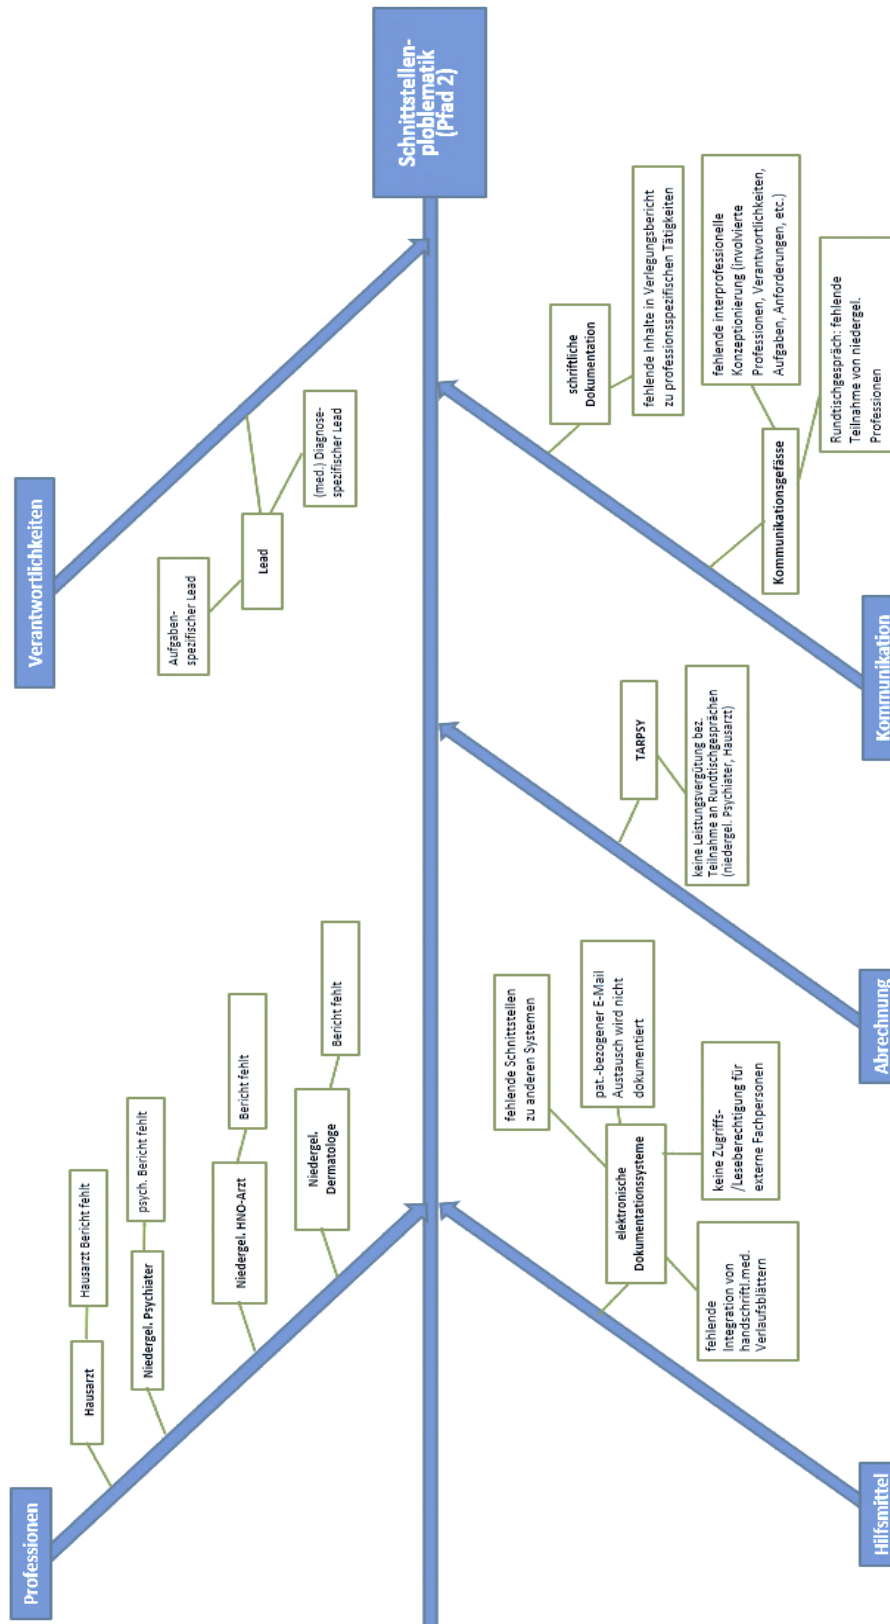 Professionen
Hausarzt
Hausarzt Bericht fehlt
Niedergel. Psychiater
psych. Bericht fehlt
Niedergel. HNO-Arzt
Bericht fehlt
Niedergel.
Dermatologe
Bericht fehlt
Verantwortlichkeiten
Aufgaben-
spezifischer Lead
Lead
(med.) Diagnose-
spezifischer Lead
Schnittstellen-
ploblematik
(Pfad 2)
Hilfsmittel
elektronische
Dokumentationssysteme
fehlende Schnittstellen
zu anderen Systemen
pat.-bezogener E-Mail
Austausch wird nicht
dokumentiert
keine Zugriffs-
/Leseberechtigung für
externe Fachpersonen
fehlende
Integration von
handschriftl.med.
Verlaufsblättern
Abrechnung
TARPSY
keine Leistungsvergütung bez.
Teilnahme an Rundtischgesprächen
(niedergel. Psychiater, Hausarzt)
Kommunikation
schriftliche
Dokumentation
fehlende Inhalte in Verlegungsbericht
zu professionsspezifischen Tätigkeiten
Kommunikationsgefässe
fehlende interprofessionelle
Konzeptionierung (involvierte
Professionen, Verantwortlichkeiten,
Aufgaben, Anforderungen, etc.)
Rundtischgespräch: fehlende
Teilnahme von niedergel.
Professionen